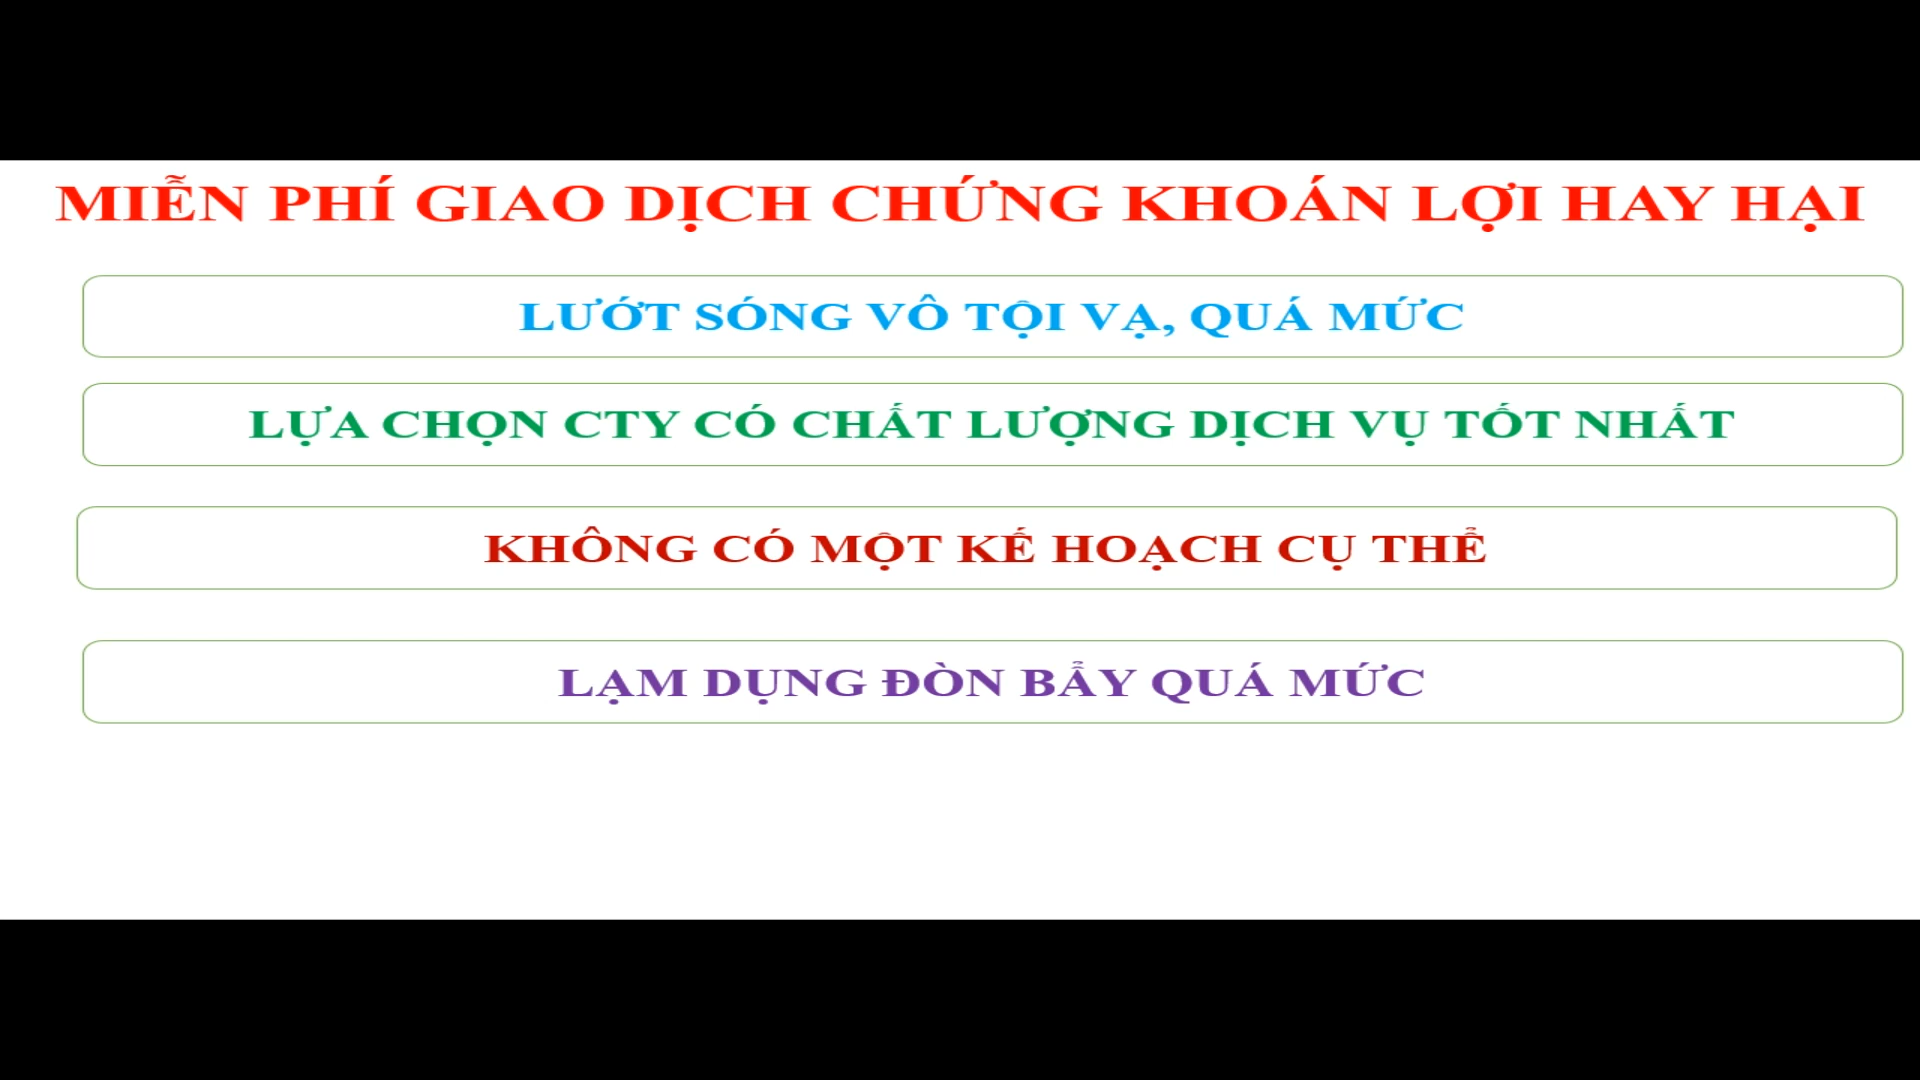 MIỄN PHÍ GIAO DỊCH CHỨNG KHOÁN LỢI HAY HẠI
LƯỚT SÓNG VÔ TỘI VẠ, QUÁ MỨC
LỰA CHỌN CTY CÓ CHẤT LƯỢNG DỊCH VỤ TỐT NHẤT
KHÔNG CÓ MỘT KẾ HOẠCH CỤ THỂ
LẠM DỤNG ĐÒN BẨY QUÁ MỨC